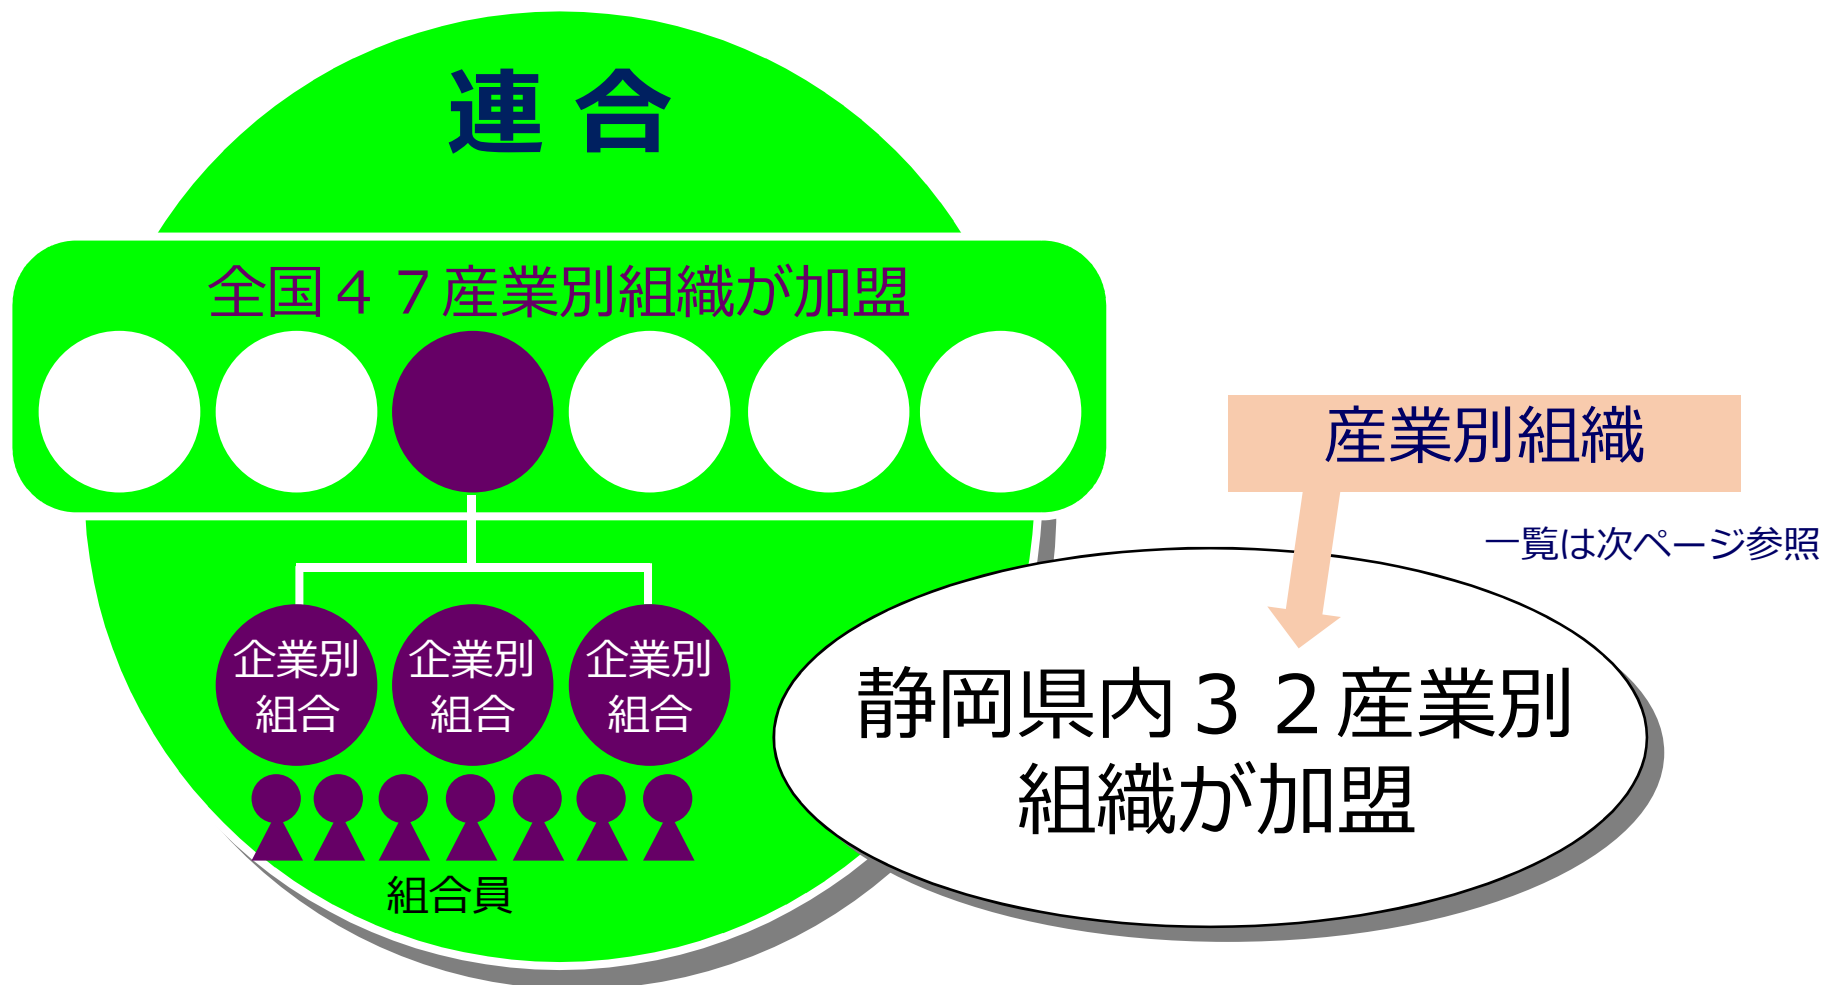 連 合
全国４７産業別組織が加盟
産業別組織
一覧は次ページ参照
企業別
組合
企業別
組合
企業別
組合
静岡県内３２産業別
組織が加盟
組合員